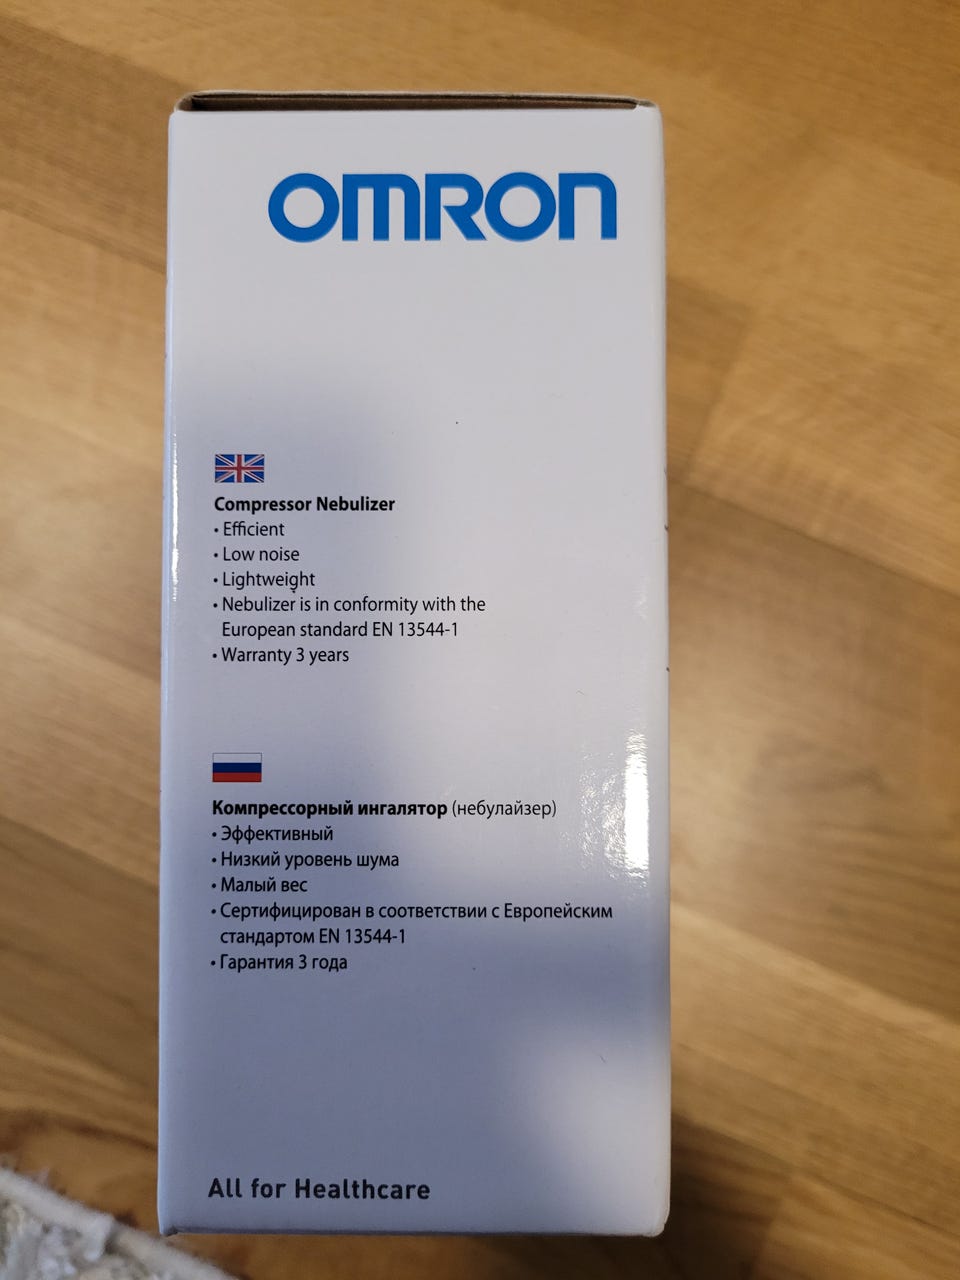 OMRON
Compressor Nebulizer
• Efficient
• Low noise
• Lightweight
• Nebulizer is in conformity with the
European standard EN 13544-1
• Warranty 3 years
Компрессорный ингалятор (небулайзер)
• Эффективный
• Низкий уровень шума
• Малый вес
• Сертифицирован в соответствии с Европейским
стандартом EN 13544-1
• Гарантия 3 года
All for Healthcare